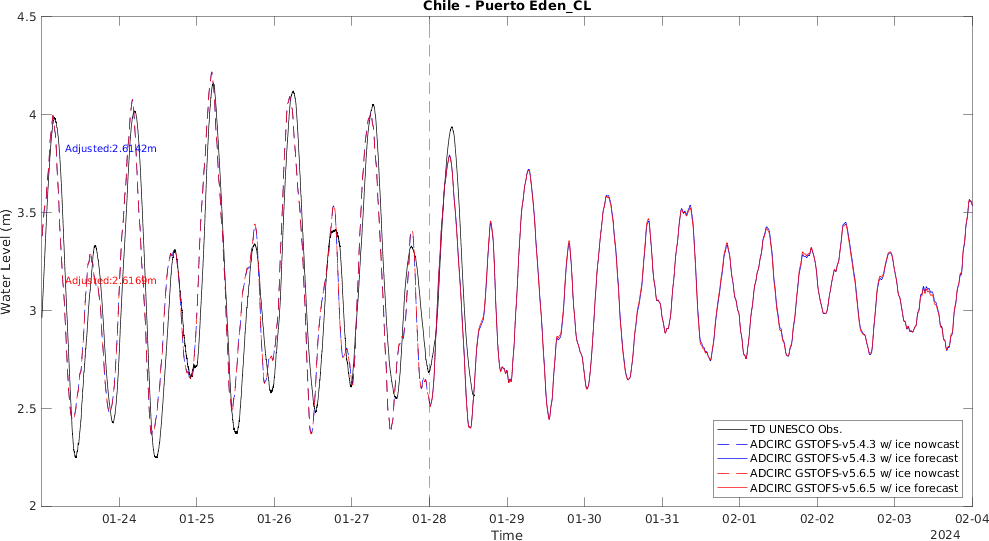 Chile - Puerto Eden_CL
4.5
4
3.5
3
2.5
2
Water Level (m)
Adjusted:2.6142m
Adjusted:2.6169m
TD UNESCO Obs.
ADCIRC GSTOFS-v5.4.3 w/ ice nowcast
ADCIRC GSTOFS-v5.4.3 w/ ice forecast
ADCIRC GSTOFS-v5.6.5 w/ ice nowcast
ADCIRC GSTOFS-v5.6.5 w/ ice forecast
01-24 01-25 01-26 01-27 01-28 01-29 01-30 01-31 02-01 02-02 02-03 02-04
Time
2024